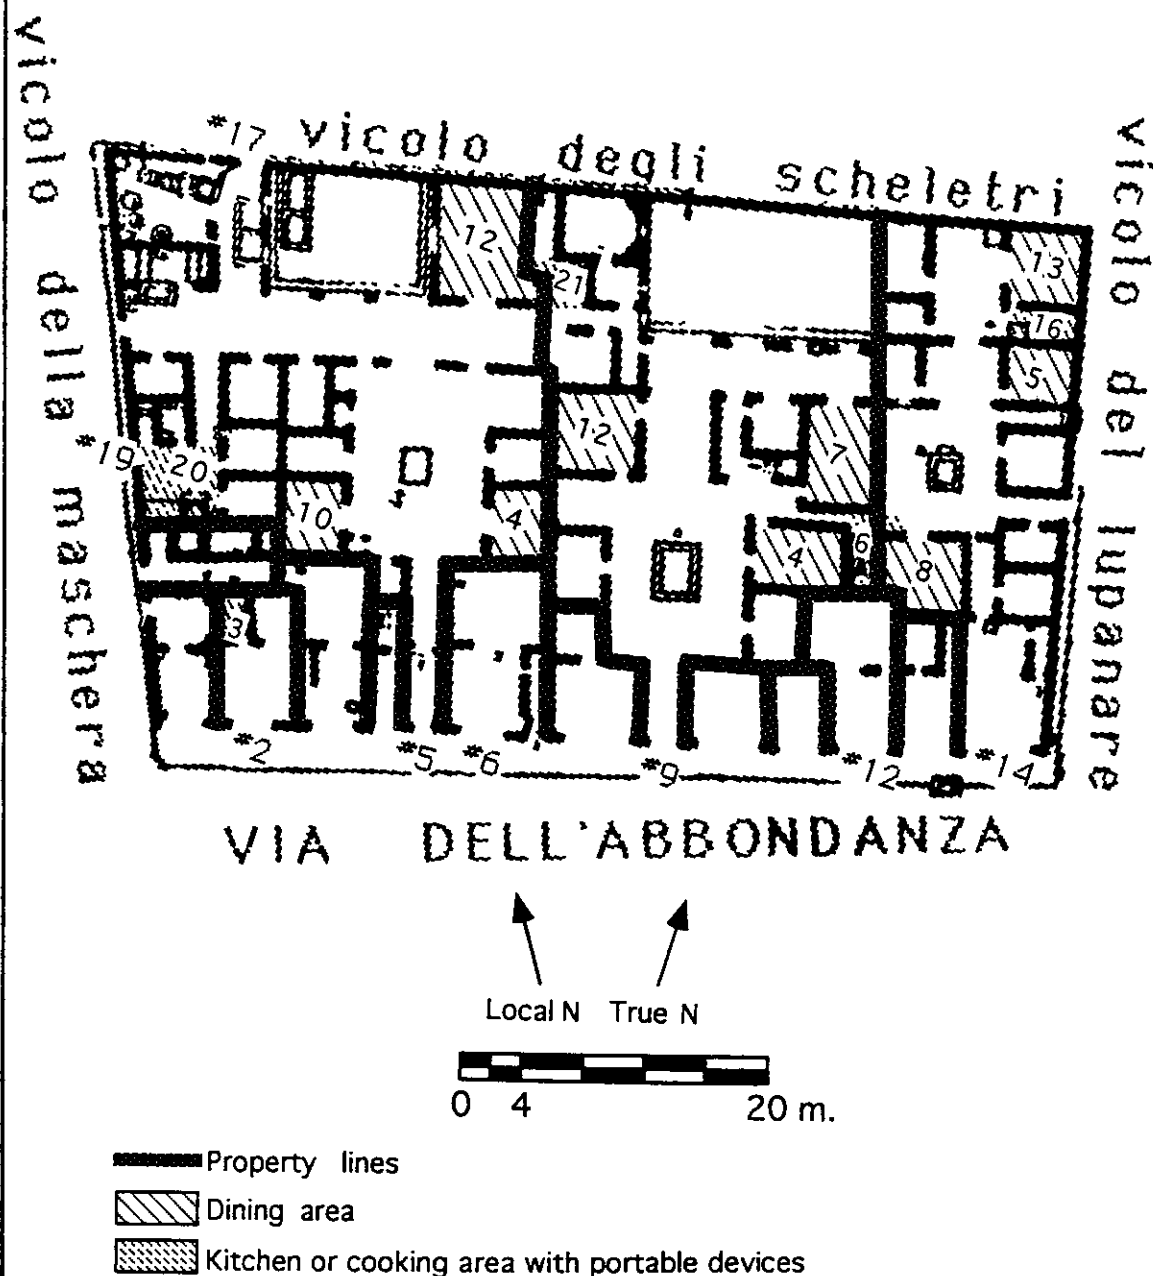 vicolo della maschera
*17
vicolo degli scheletri
vicolo del lupanare
12
21
13
16
5
12
7
*19
20
10
4
4
6
8
3
*2
*5
*6
*9
*12
*14
VIA DELL'ABBONDANZA
Local N True N
0 4 20 m.
Property lines
Dining area
Kitchen or cooking area with portable devices